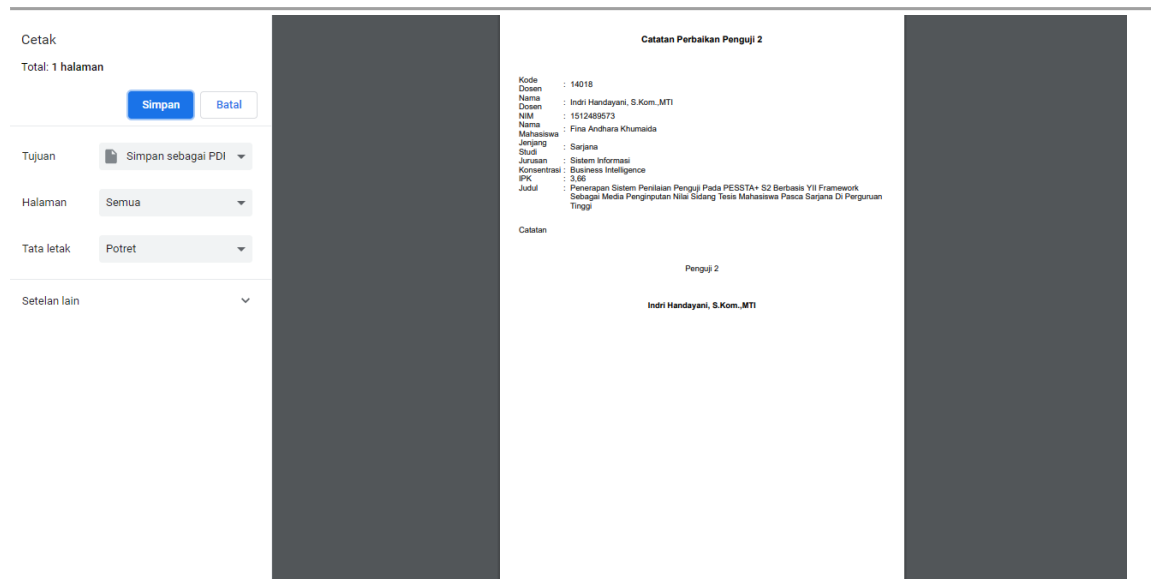 Cetak
Total: 1 halaman
Simpan
Batal
Tujuan
Simpan sebagai PDI
Halaman
Semua
Tata letak
Potret
Setelan lain
Catatan Perbaikan Penguji 2
Kode Dosen : 14018
Nama Dosen : Indri Handayani, S.Kom.,MTI
NIM : 1512489573
Nama Mahasiswa : Fina Andhara Khumaida
Jenjang Studi : Sarjana
Jurusan : Sistem Informasi
Konsentrasi : Business Intelligence
IPK : 3,66
Judul : Penerapan Sistem Penilaian Penguji Pada PESSTA+ S2 Berbasis YII Framework
Sebagai Media Penginputan Nilai Sidang Tesis Mahasiswa Pasca Sarjana Di Perguruan
Tinggi
Catatan
Penguji 2
Indri Handayani, S.Kom.,MTI